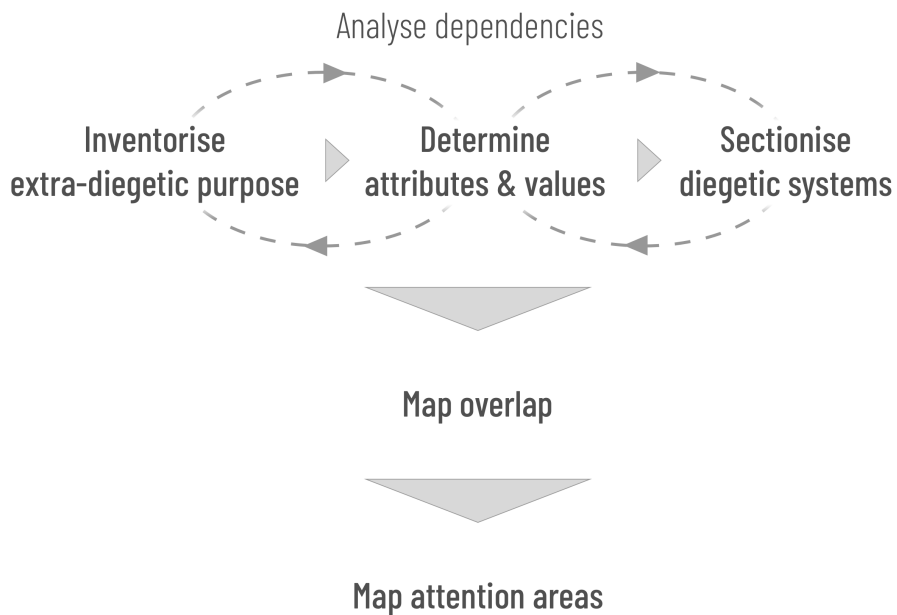 Analyse dependencies
Inventorise
extra-diegetic purpose
Determine
attributes & values
Sectionise
diegetic systems
Map overlap
Map attention areas